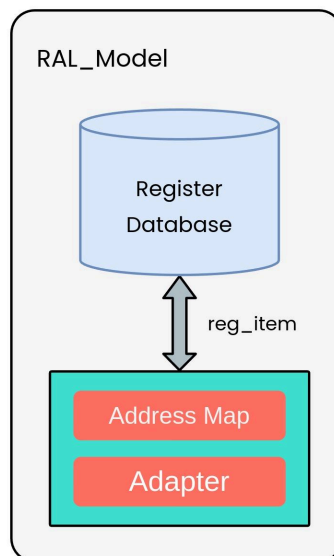 RAL_Model
Register
Database
reg_item
Address Map
Adapter